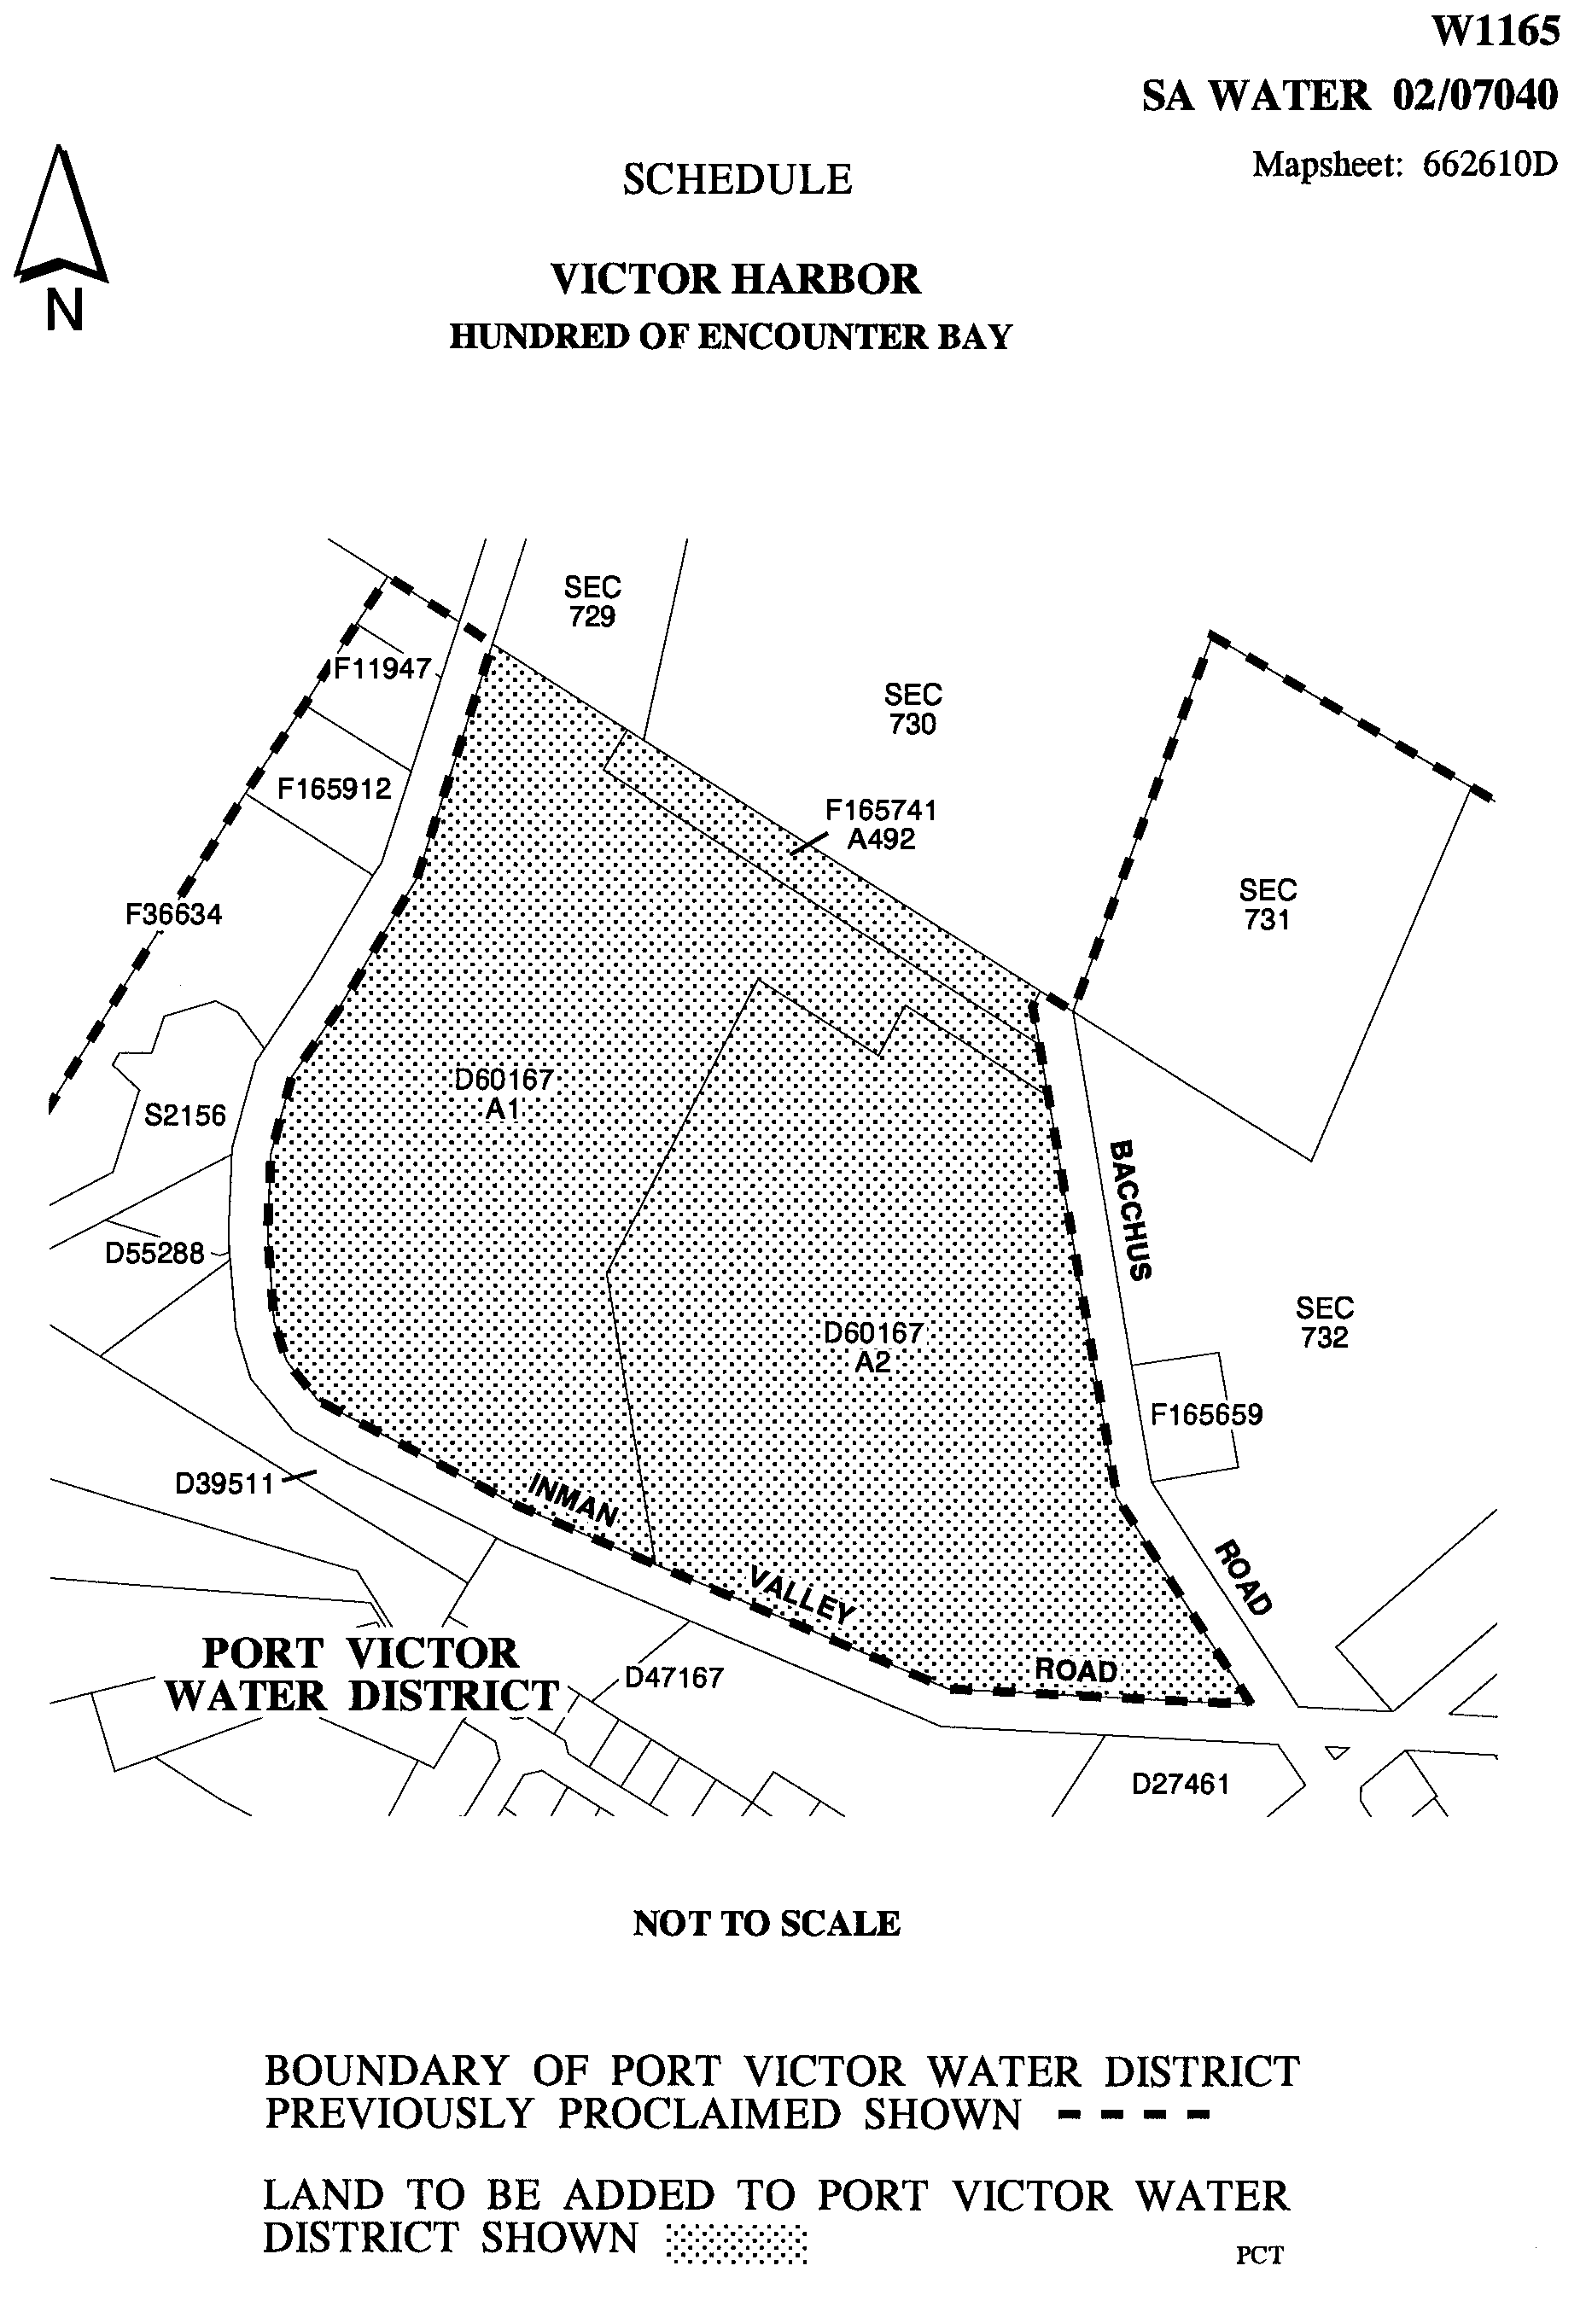 W1165
SA WATER 02/07040
Mapsheet: 662610D
SCHEDULE
VICTOR HARBOR
HUNDRED OF ENCOUNTER BAY
N
SEC
729
F11947
SEC
730
F165912
F165741
A492
SEC
731
F36634
D60167
A1
S2156
BACCHUS
D55288
SEC
732
D60167
A2
F165659
D39511
INMAN
ROAD
VALLEY
PORT VICTOR
WATER DISTRICT
D47167
ROAD
D27461
NOT TO SCALE
BOUNDARY OF PORT VICTOR WATER DISTRICT
PREVIOUSLY PROCLAIMED SHOWN
LAND TO BE ADDED TO PORT VICTOR WATER
DISTRICT SHOWN
PCT